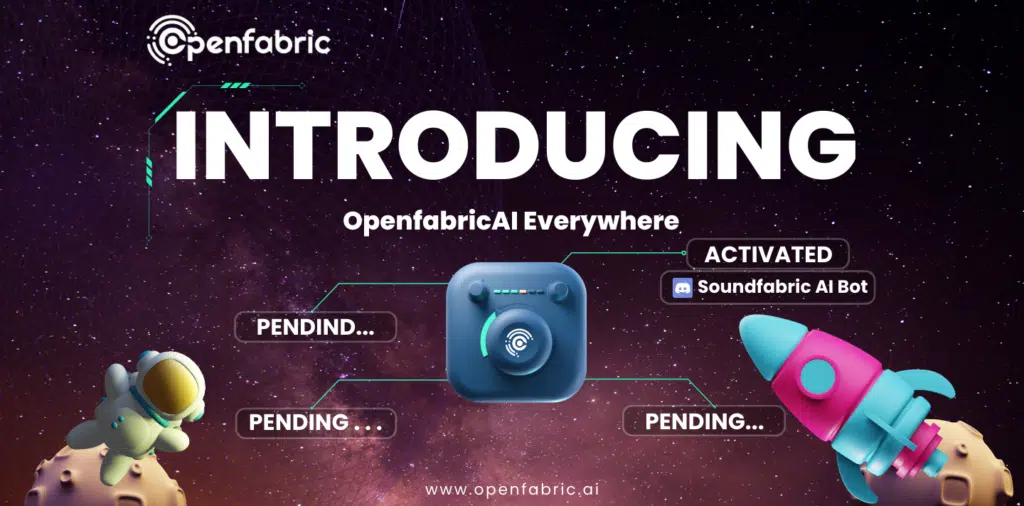 Openfabric
INTRODUCING
OpenfabricAI Everywhere
ACTIVATED
Soundfabric AI Bot
PENDIND...
PENDING . . .
PENDING...
www.openfabric.ai